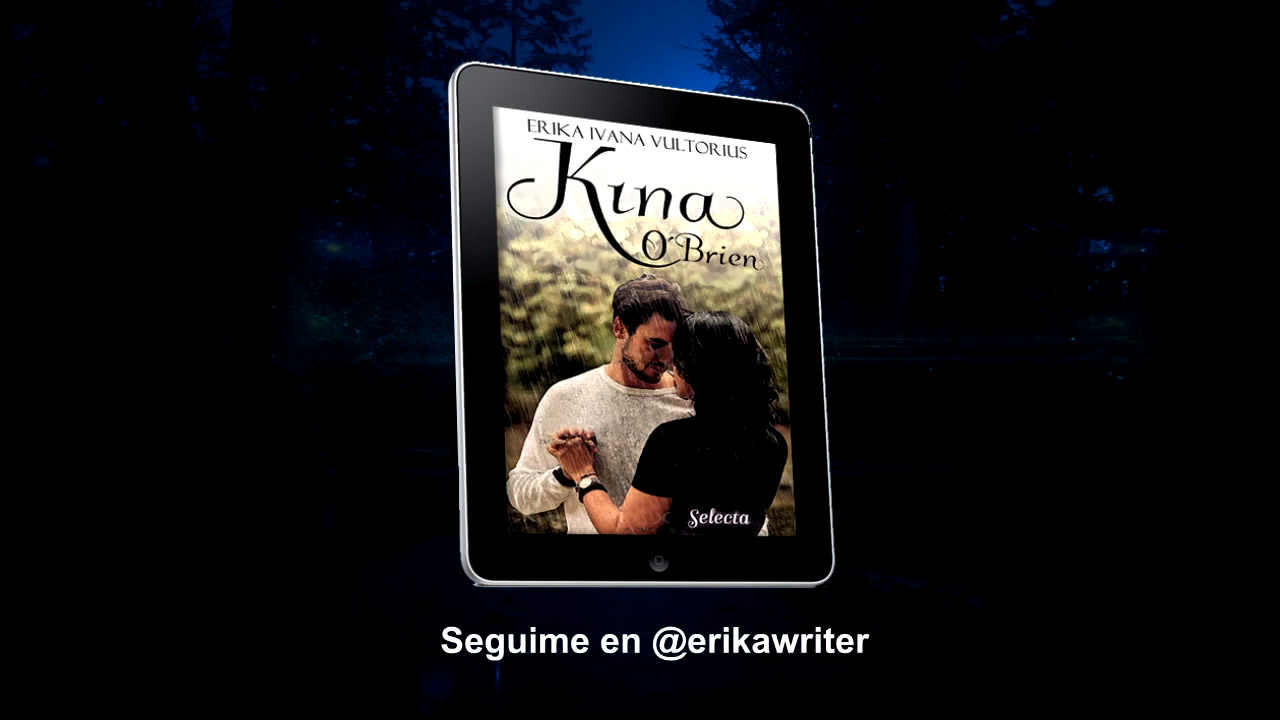 ERIKA IVANA VULTORIUS
Kina
O'Brien
Selecta
Seguime en @erikawriter